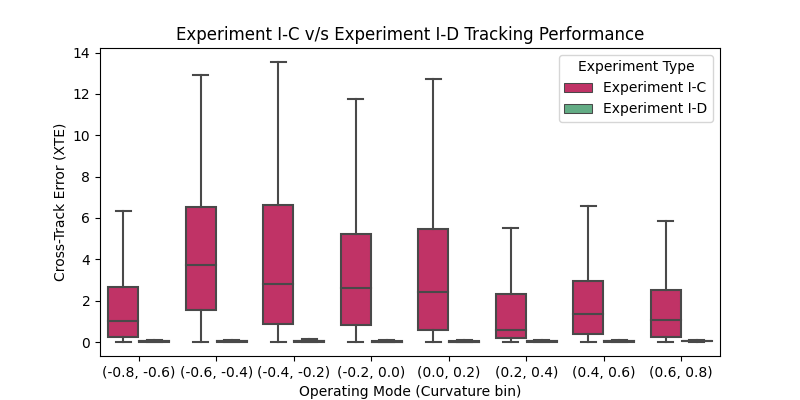 Experiment I-C v/s Experiment I-D Tracking Performance
Experiment Type
Experiment I-C
Experiment I-D
Cross-Track Error (XTE)
14
12
10
8
6
4
2
0
(-0.8, -0.6) (-0.6, -0.4) (-0.4, -0.2) (-0.2, 0.0) (0.0, 0.2) (0.2, 0.4) (0.4, 0.6) (0.6, 0.8)
Operating Mode (Curvature bin)